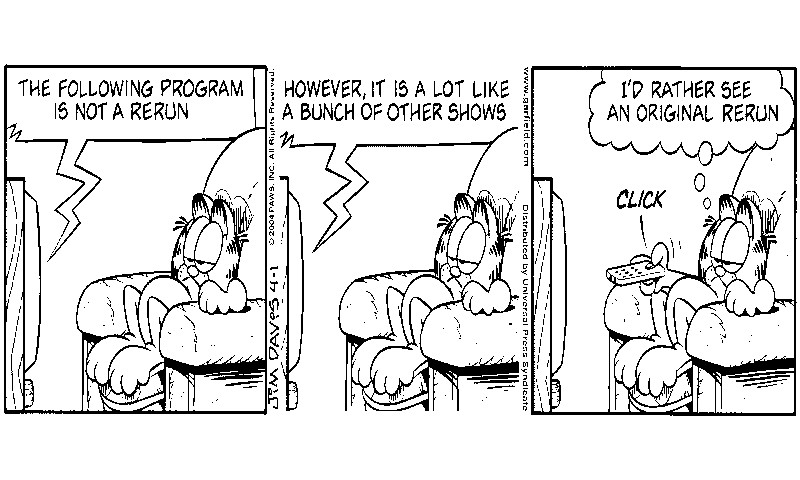 THE FOLLOWING PROGRAM
IS NOT A RERUN
© 2004 PAWS, INC. All Rights Reserved.
JIM DAVIS 4·1
HOWEVER, IT IS A LOT LIKE
A BUNCH OF OTHER SHOWS
www.garfield.com
Distributed by Universal Press Syndicate
I'D RATHER SEE
AN ORIGINAL RERUN
CLICK